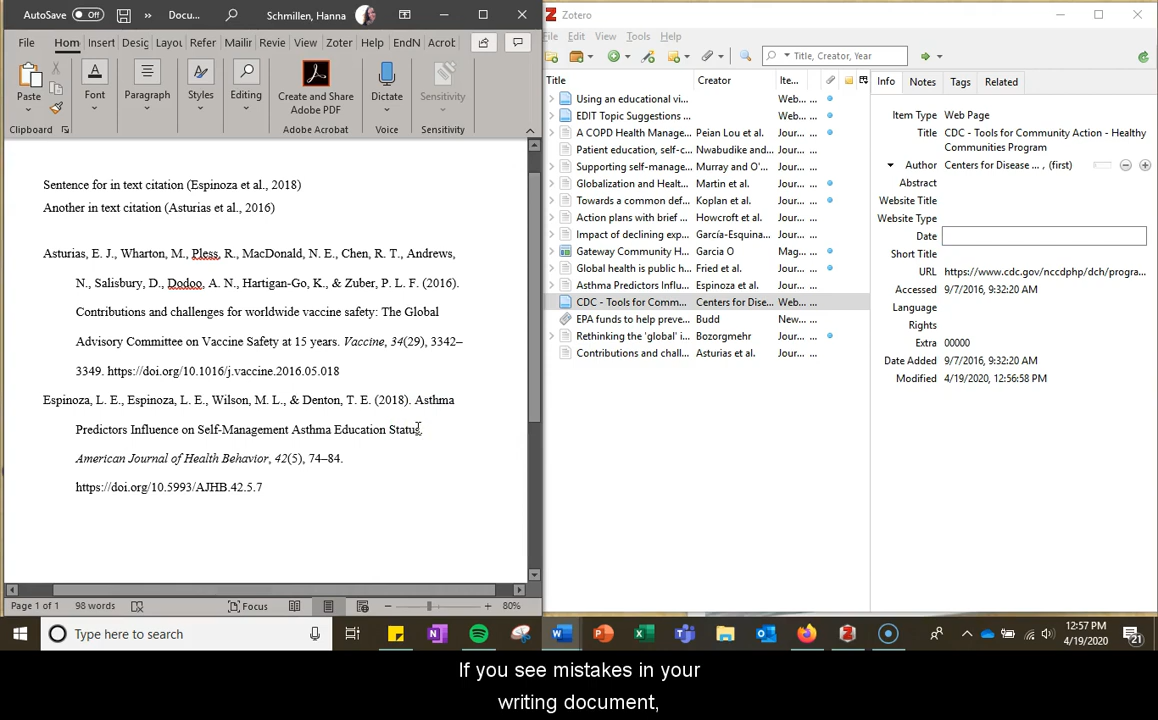 AutoSave Off » Docu... Schmillen, Hanna
File Hom Insert Desig Layou Refer Mailin Revie View Zoter Help EndN Acrob
Paste Font Paragraph Styles Editing Create and Share Adobe PDF Dictate Sensitivity
Clipboard Adobe Acrobat Voice Sensitivity
Sentence for in text citation (Espinoza et al., 2018)
Another in text citation (Asturias et al., 2016)
Asturias, E. J., Wharton, M., Pless, R., MacDonald, N. E., Chen, R. T., Andrews,
N., Salisbury, D., Dodoo, A. N., Hartigan-Go, K., & Zuber, P. L. F. (2016).
Contributions and challenges for worldwide vaccine safety: The Global
Advisory Committee on Vaccine Safety at 15 years. Vaccine, 34(29), 3342–
3349. https://doi.org/10.1016/j.vaccine.2016.05.018
Espinoza, L. E., Espinoza, L. E., Wilson, M. L., & Denton, T. E. (2018). Asthma
Predictors Influence on Self-Management Asthma Education Status.
American Journal of Health Behavior, 42(5), 74–84.
https://doi.org/10.5993/AJHB.42.5.7
Page 1 of 1 98 words Focus 80%
Z Zotero
File Edit View Tools Help
Title, Creator, Year
Title Creator Ite...
Using an educational vi... Web... ...
EDIT Topic Suggestions ... Web... ...
A COPD Health Manage... Peian Lou et al. Jour... ...
Patient education, self-c... Nwabudike and... Jour... ...
Supporting self-manage... Murray and O'... Jour... ...
Globalization and Healt... Martin et al. Jour... ...
Towards a common def... Koplan et al. Jour... ...
Action plans with brief ... Howcroft et al. Jour... ...
Impact of declining exp... García-Esquina... Jour... ...
Gateway Community H... Garcia O Mag... ...
Global health is public h... Fried et al. Jour... ...
Asthma Predictors Influ... Espinoza et al. Jour... ...
CDC - Tools for Comm... Centers for Dise... Web... ...
EPA funds to help preve... Budd New... ...
Rethinking the 'global' i... Bozorgmehr Jour... ...
Contributions and chall... Asturias et al. Jour... ...
Info Notes Tags Related
Item Type Web Page
Title CDC - Tools for Community Action - Healthy
Communities Program
Author Centers for Disease ... , (first)
Abstract
Website Title
Website Type
Date
Short Title
URL https://www.cdc.gov/nccdphp/dch/progra...
Accessed 9/7/2016, 9:32:20 AM
Language
Rights
Extra 00000
Date Added 9/7/2016, 9:32:20 AM
Modified 4/19/2020, 12:56:58 PM
Type here to search
12:57 PM
4/19/2020
21
If you see mistakes in your
writing document,